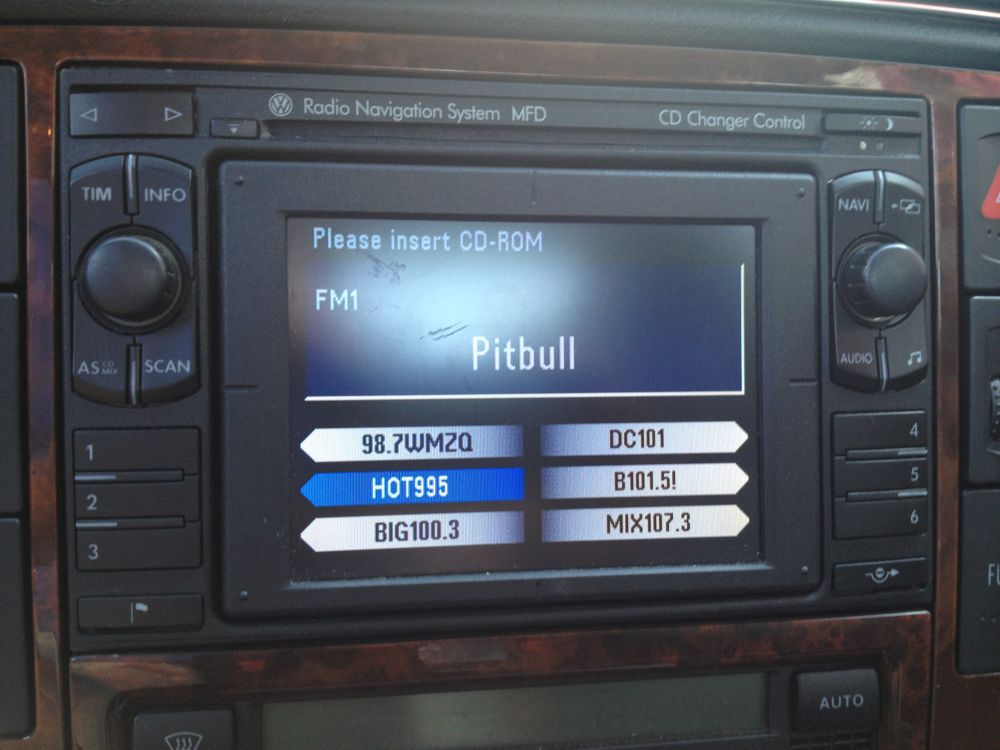 Radio Navigation System MFD
CD Changer Control
TIM INFO
NAVI
Please insert CD-ROM
FM1
Pitbull
AS CD MIX SCAN
AUDIO
98.7WMZQ DC101
HOT995 B101.5!
BIG100.3 MIX107.3
1
2
3
4
5
6
FU
AUTO